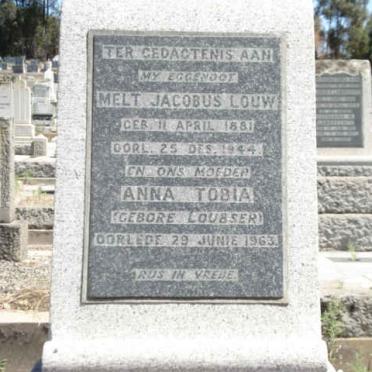 TER GEDACTENIS AAN
MY EGGENOOT
MELT JACOBUS LOUW
GEB. 11 APRIL 1881
OORL. 25 DES. 1944.
EN ONS MOEDER
ANNA TOBIA
(GEBORE LOUBSER)
OORLEDE 29 JUNIE 1963.
RUS IN VREDE